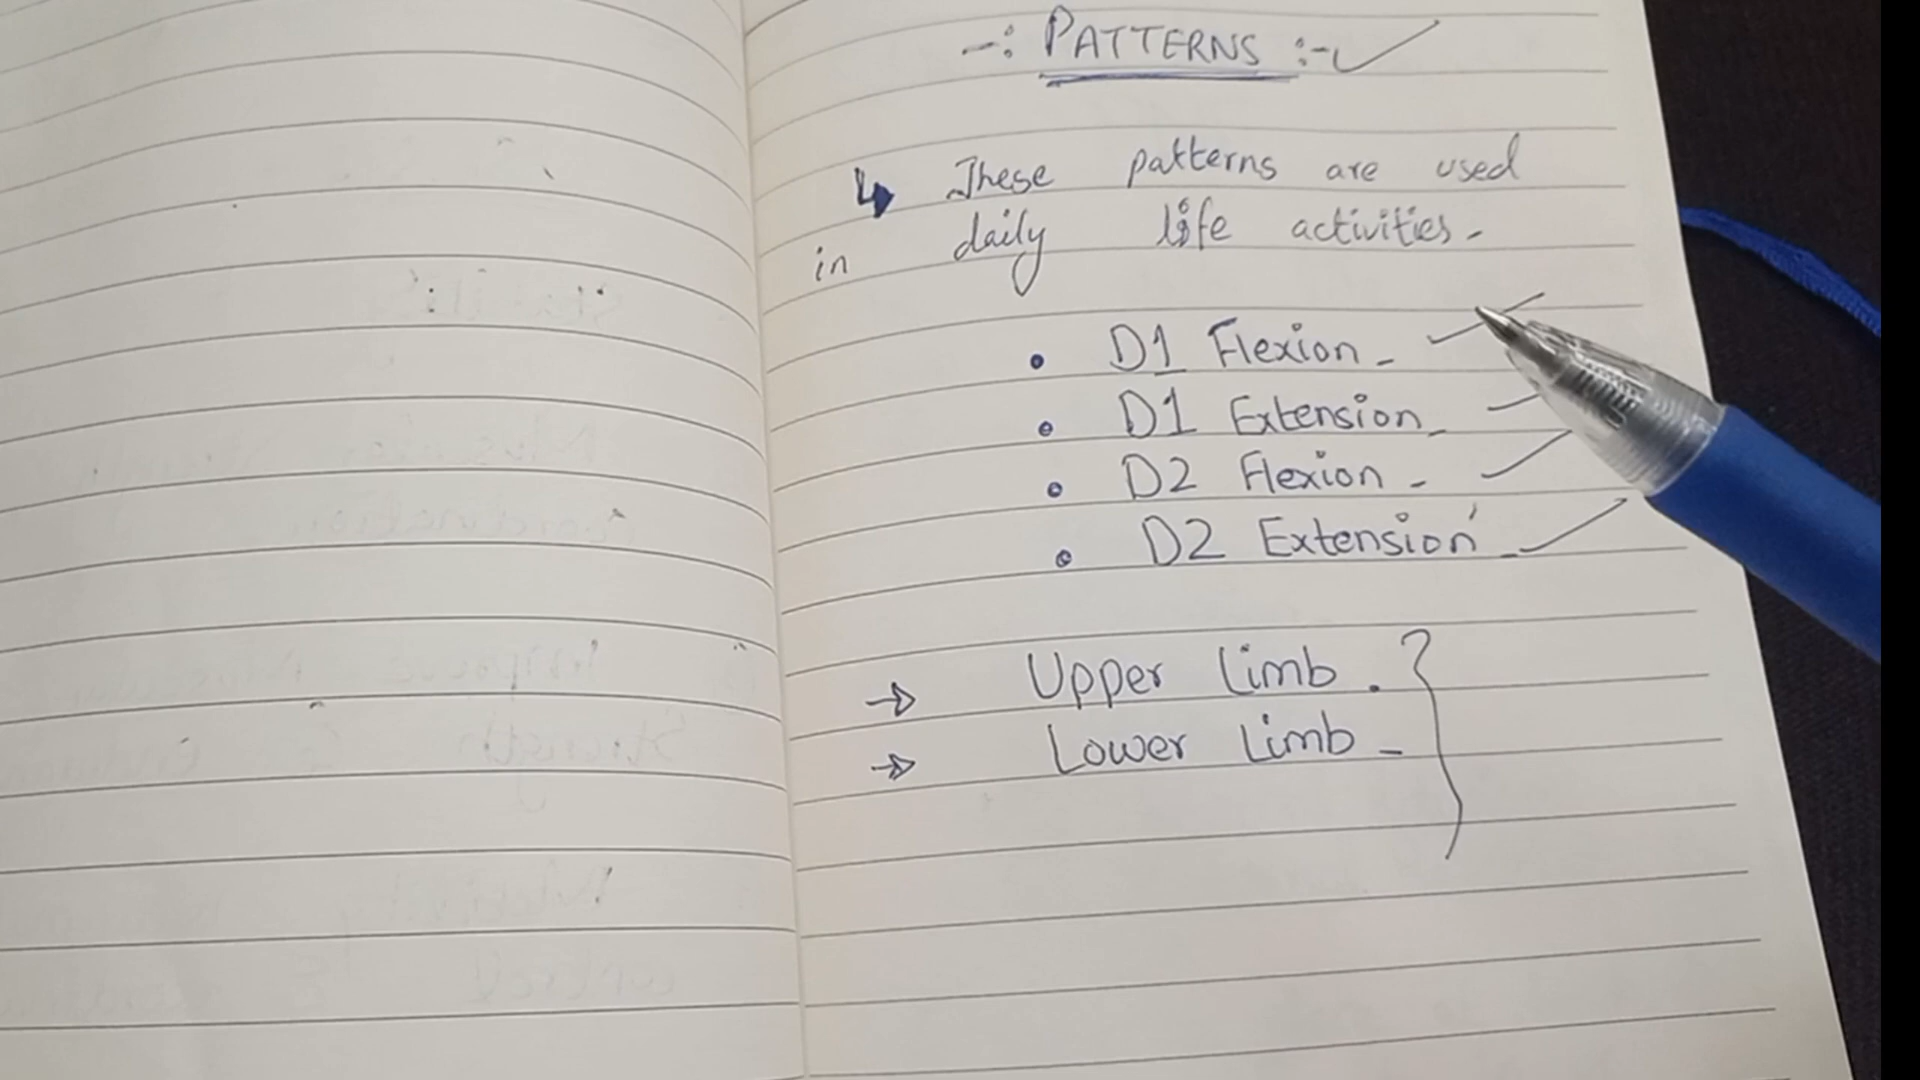 -: PATTERNS :-
↳ These patterns are used
in daily life activities -
• D1 Flexion -
• D1 Extension -
• D2 Flexion -
• D2 Extension -
→ Upper Limb .
→ Lower Limb -